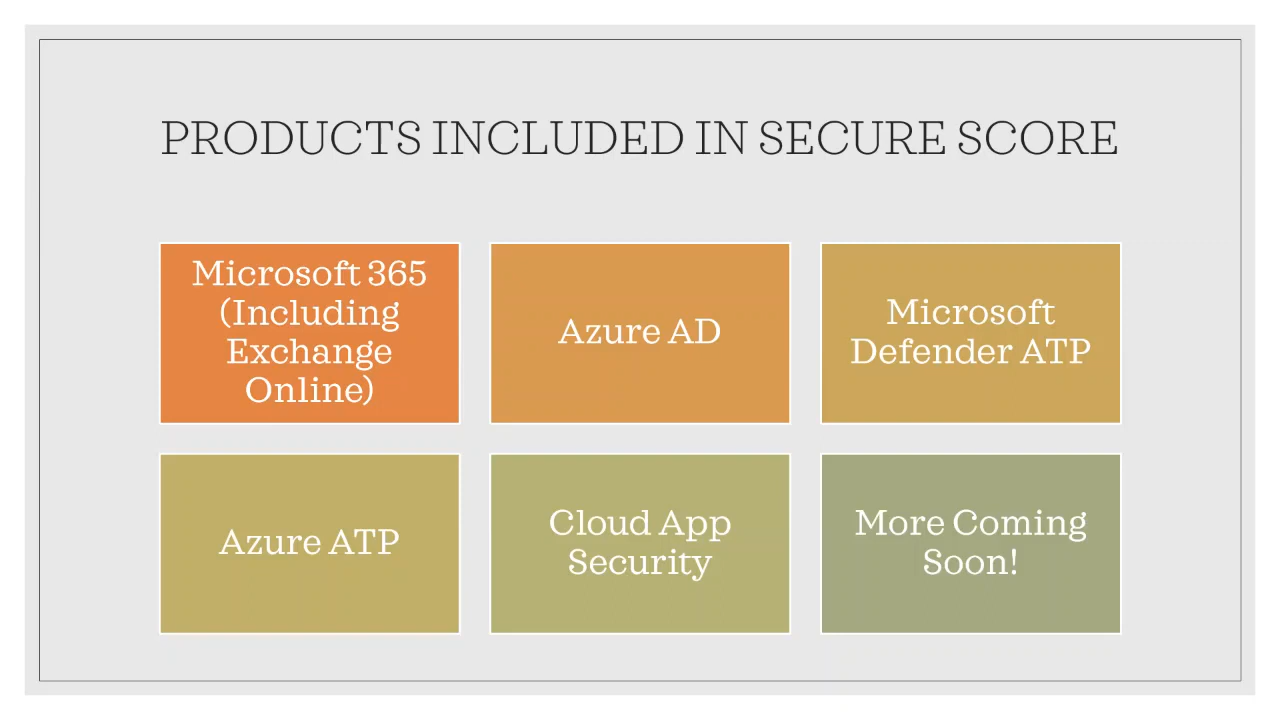 PRODUCTS INCLUDED IN SECURE SCORE
Microsoft 365
(Including
Exchange
Online)
Azure AD
Microsoft
Defender ATP
Azure ATP
Cloud App
Security
More Coming
Soon!